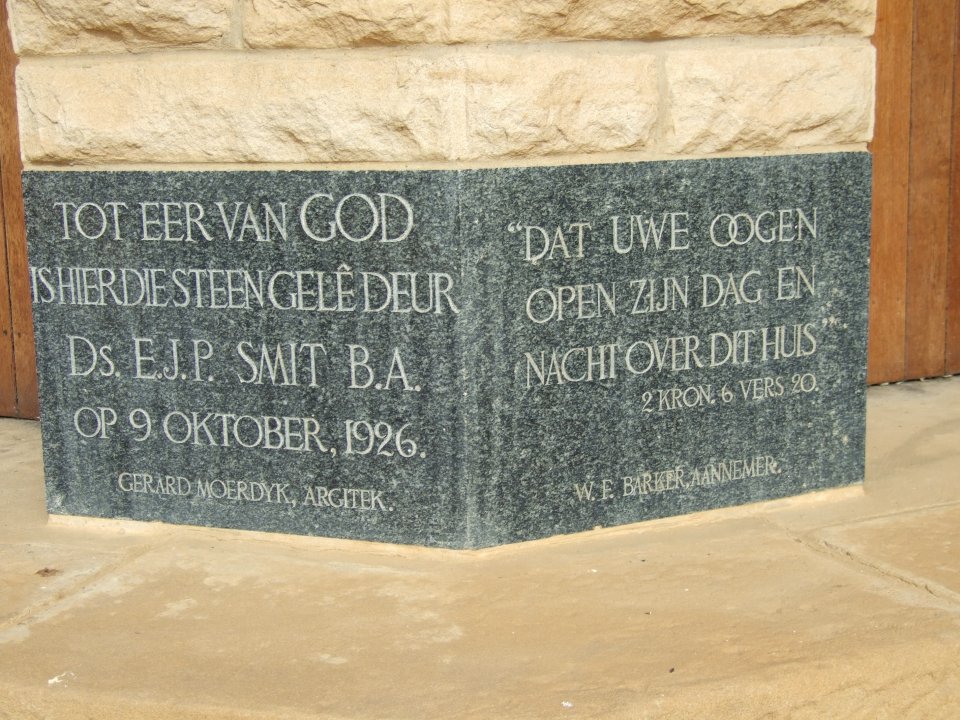 TOT EER VAN GOD
IS HIER DIE STEEN GELÊ DEUR
DS. E.J.P. SMIT B.A.
OP 9 OKTOBER, 1926.
GERARD MOERDYK, ARGITEK.
“DAT UWE OOGEN
OPEN ZIJN DAG EN
NACHT OVER DIT HUIS”.
2 KRON. 6 VERS 20.
W. E. BARKER, AANNEMER.